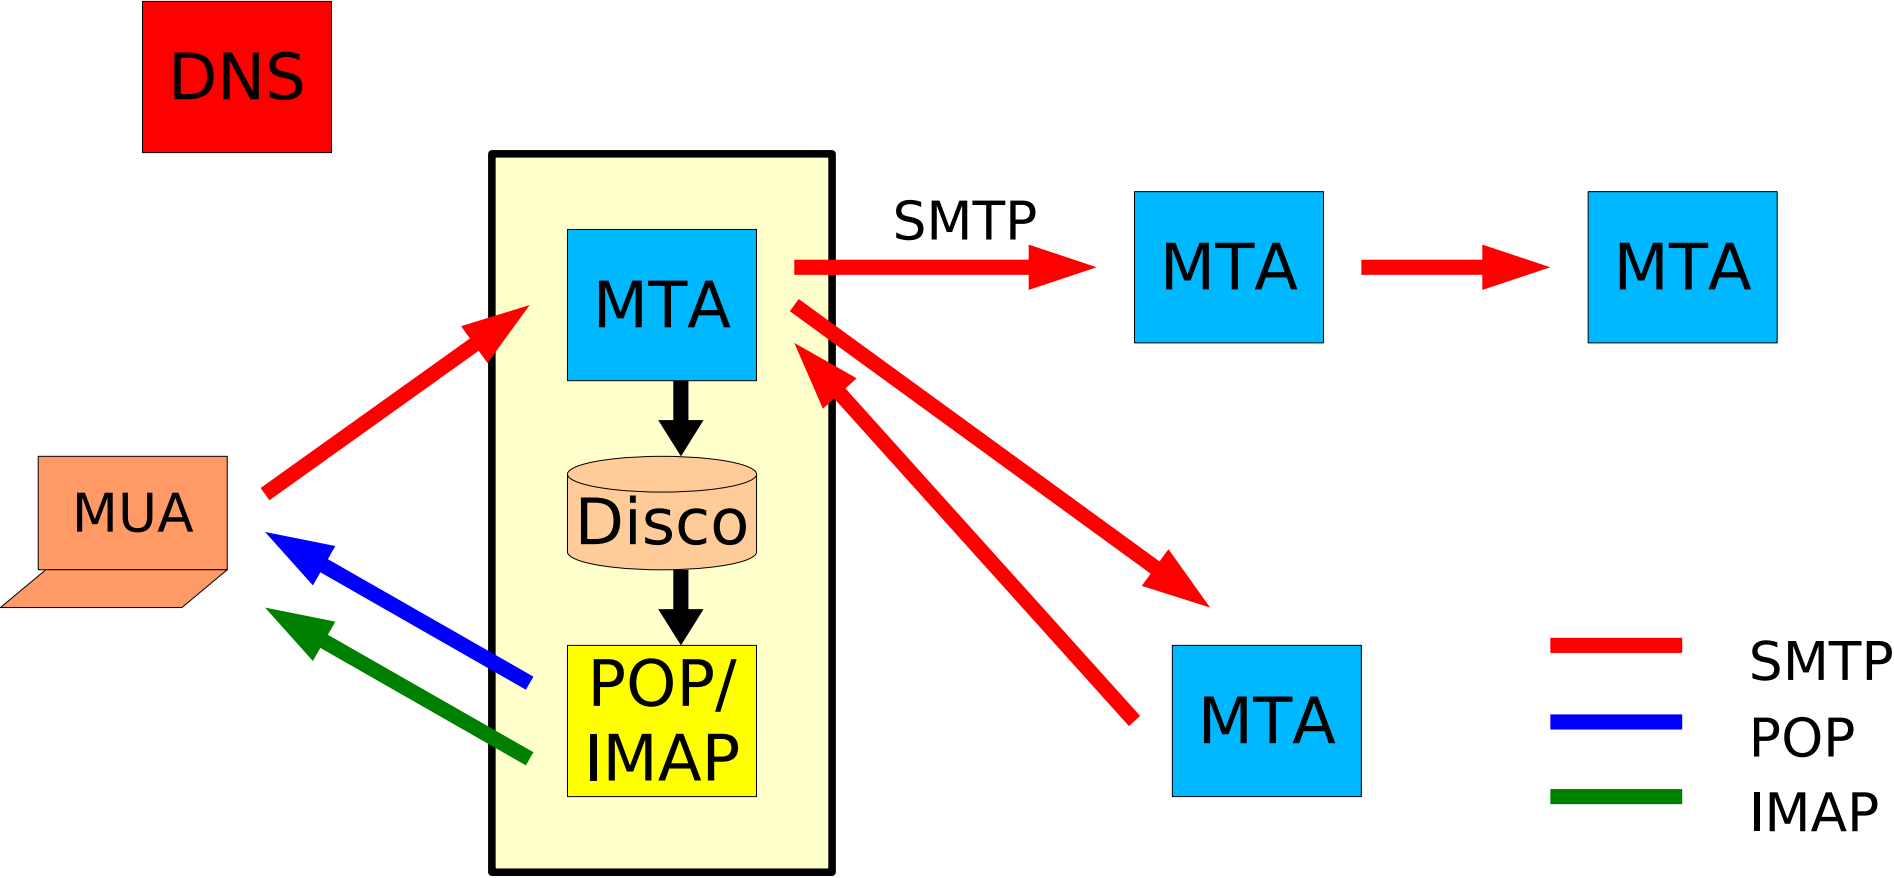 DNS
SMTP
MTA
MTA
MTA
MUA
Disco
POP/
IMAP
MTA
SMTP
POP
IMAP